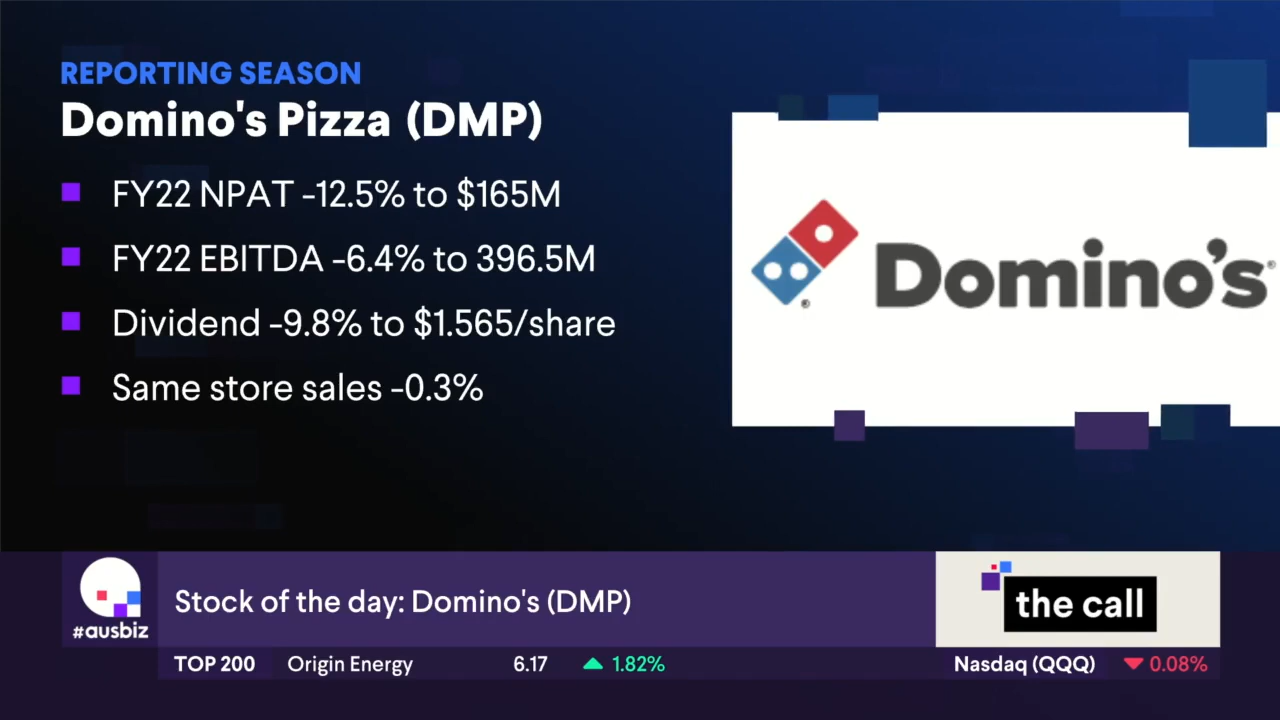 REPORTING SEASON
Domino's Pizza (DMP)
FY22 NPAT -12.5% to $165M
FY22 EBITDA -6.4% to 396.5M
Dividend -9.8% to $1.565/share
Same store sales -0.3%
Domino's®
#ausbiz
Stock of the day: Domino's (DMP)
the call
TOP 200 Origin Energy 6.17 ▲ 1.82% Nasdaq (QQQ) ▼ 0.08%